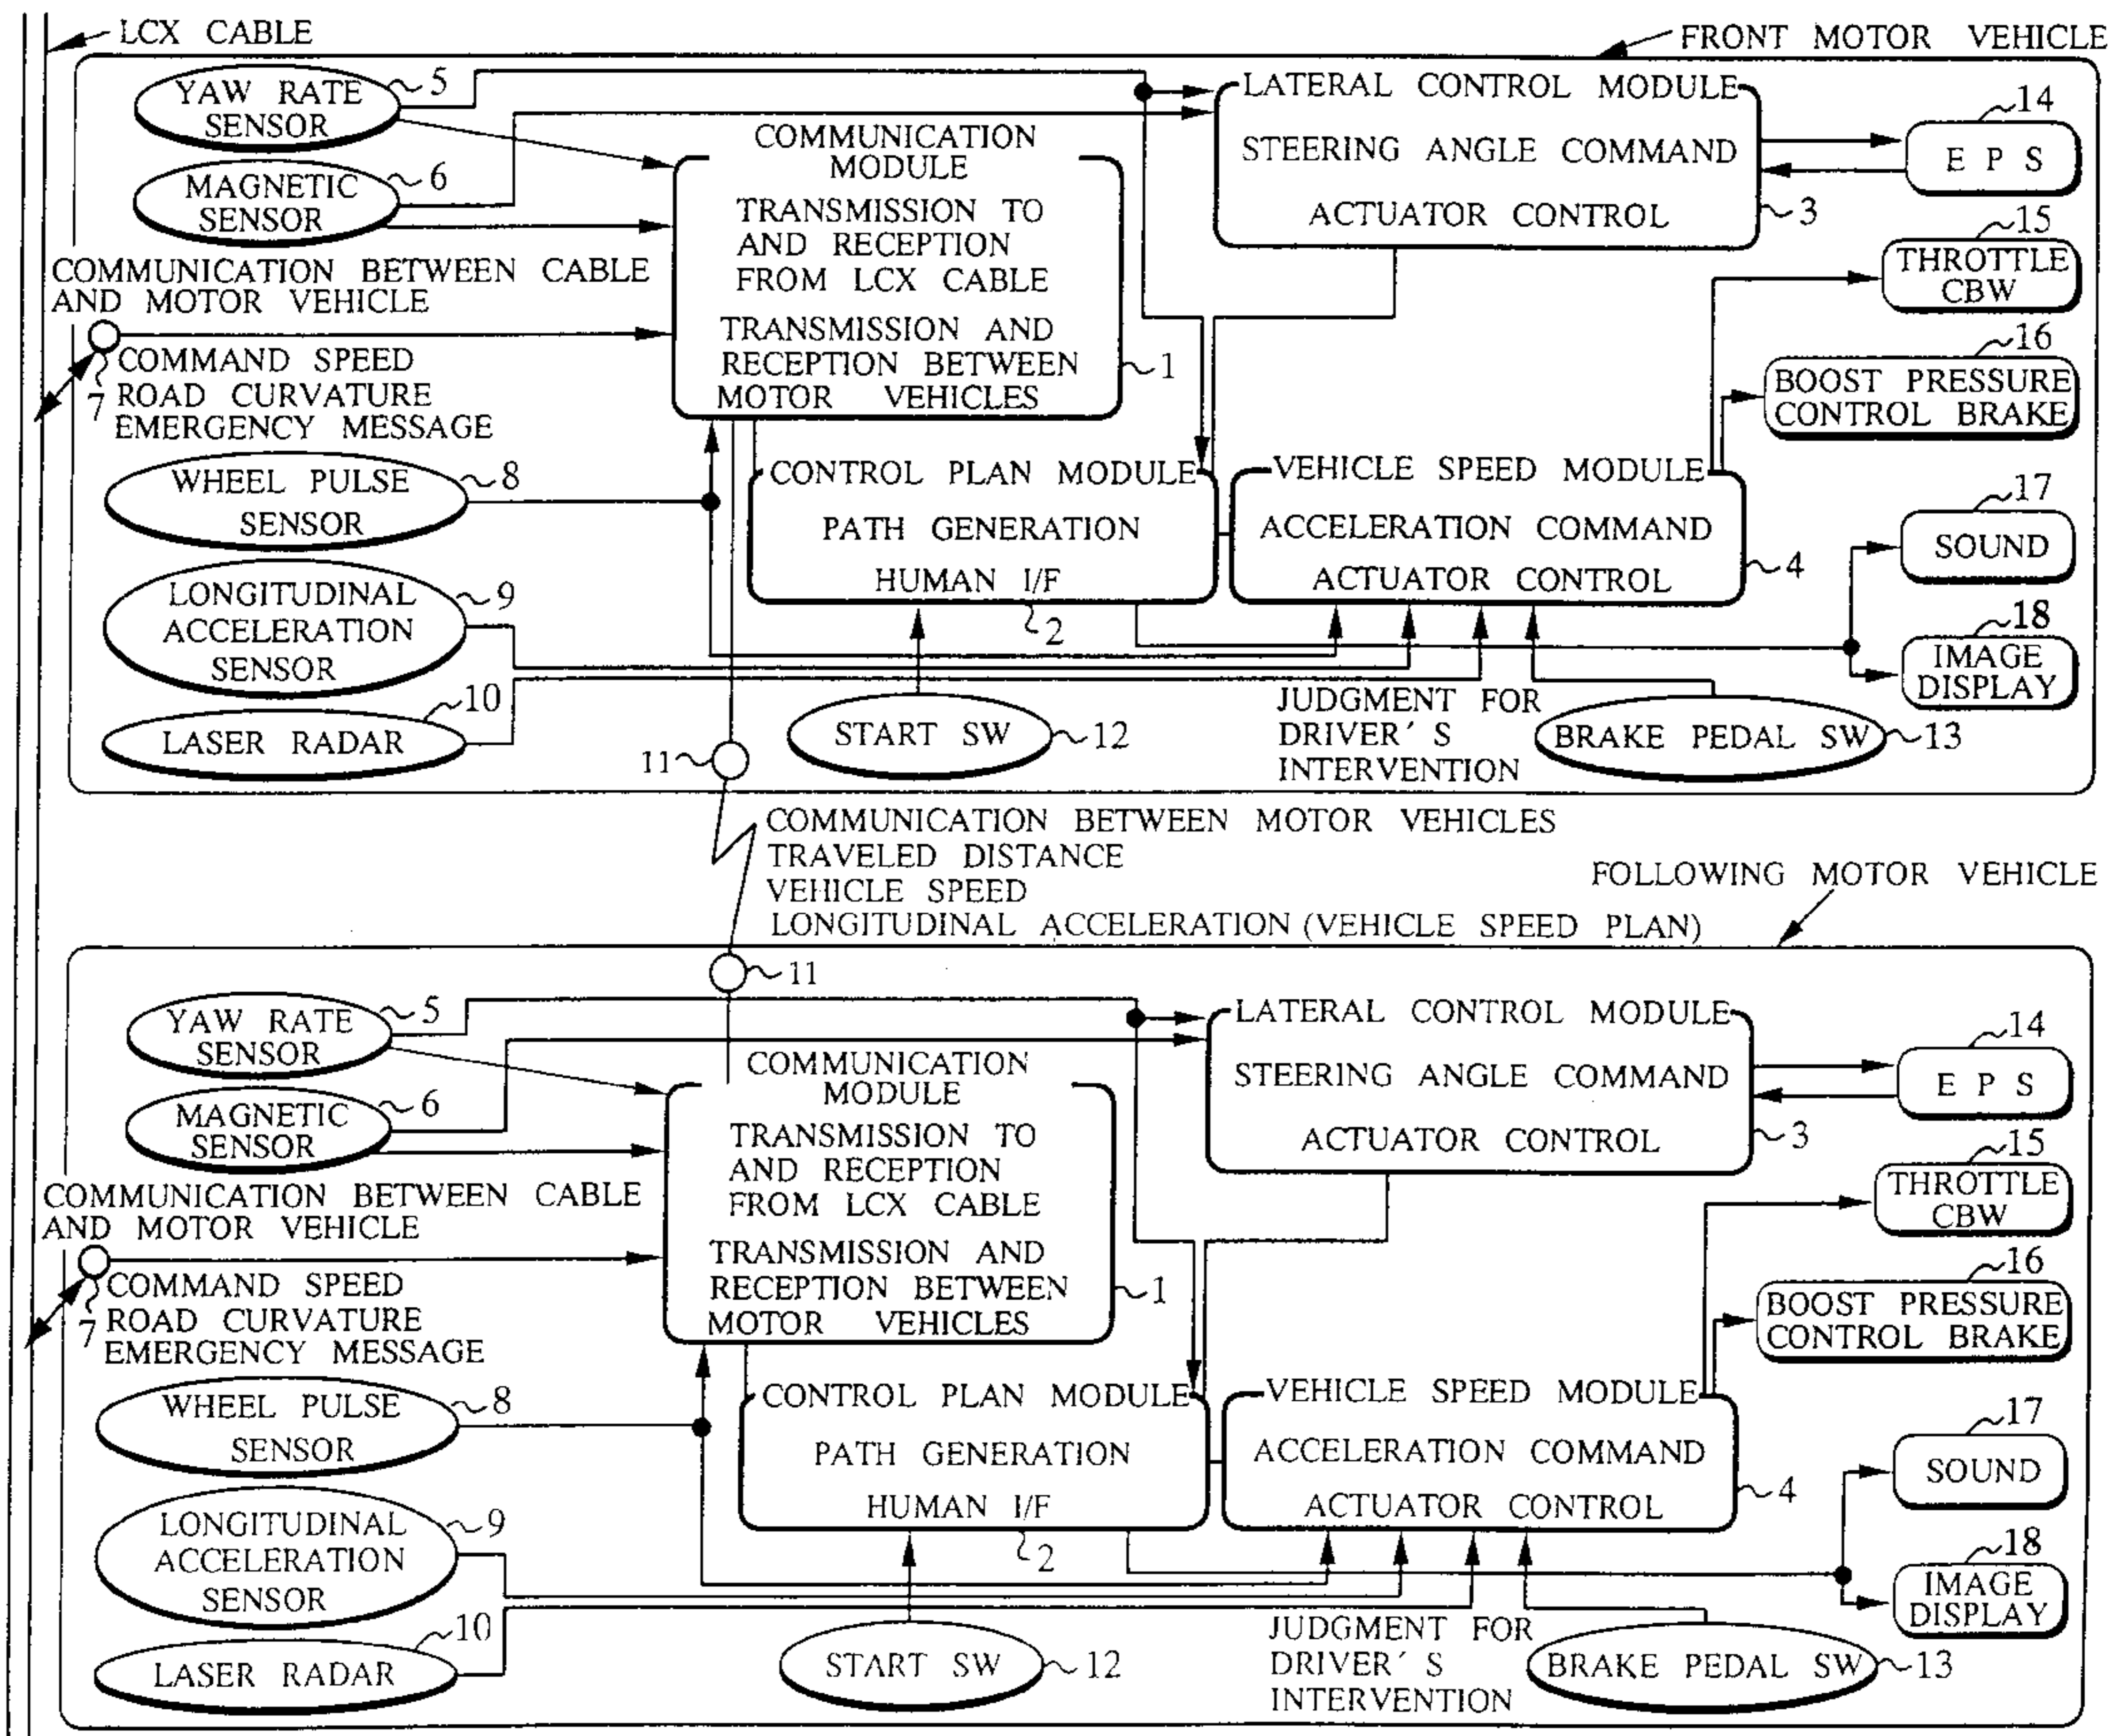 LCX CABLE
FRONT MOTOR VEHICLE
YAW RATE
SENSOR
5
MAGNETIC
SENSOR
6
COMMUNICATION BETWEEN CABLE
AND MOTOR VEHICLE
7
COMMAND SPEED
ROAD CURVATURE
EMERGENCY MESSAGE
WHEEL PULSE
SENSOR
8
LONGITUDINAL
ACCELERATION
SENSOR
9
LASER RADAR
10
COMMUNICATION
MODULE
TRANSMISSION TO
AND RECEPTION
FROM LCX CABLE
TRANSMISSION AND
RECEPTION BETWEEN
MOTOR VEHICLES
1
LATERAL CONTROL MODULE
STEERING ANGLE COMMAND
ACTUATOR CONTROL
3
CONTROL PLAN MODULE
PATH GENERATION
HUMAN I/F
2
VEHICLE SPEED MODULE
ACCELERATION COMMAND
ACTUATOR CONTROL
4
14
E P S
15
THROTTLE
CBW
16
BOOST PRESSURE
CONTROL BRAKE
17
SOUND
18
IMAGE
DISPLAY
START SW
12
JUDGMENT FOR
DRIVER'S
INTERVENTION
BRAKE PEDAL SW
13
11
COMMUNICATION BETWEEN MOTOR VEHICLES
TRAVELED DISTANCE
VEHICLE SPEED
LONGITUDINAL ACCELERATION (VEHICLE SPEED PLAN)
FOLLOWING MOTOR VEHICLE
11
YAW RATE
SENSOR
5
MAGNETIC
SENSOR
6
COMMUNICATION BETWEEN CABLE
AND MOTOR VEHICLE
7
COMMAND SPEED
ROAD CURVATURE
EMERGENCY MESSAGE
WHEEL PULSE
SENSOR
8
LONGITUDINAL
ACCELERATION
SENSOR
9
LASER RADAR
10
COMMUNICATION
MODULE
TRANSMISSION TO
AND RECEPTION
FROM LCX CABLE
TRANSMISSION AND
RECEPTION BETWEEN
MOTOR VEHICLES
1
LATERAL CONTROL MODULE
STEERING ANGLE COMMAND
ACTUATOR CONTROL
3
CONTROL PLAN MODULE
PATH GENERATION
HUMAN I/F
2
VEHICLE SPEED MODULE
ACCELERATION COMMAND
ACTUATOR CONTROL
4
14
E P S
15
THROTTLE
CBW
16
BOOST PRESSURE
CONTROL BRAKE
17
SOUND
18
IMAGE
DISPLAY
START SW
12
JUDGMENT FOR
DRIVER'S
INTERVENTION
BRAKE PEDAL SW
13